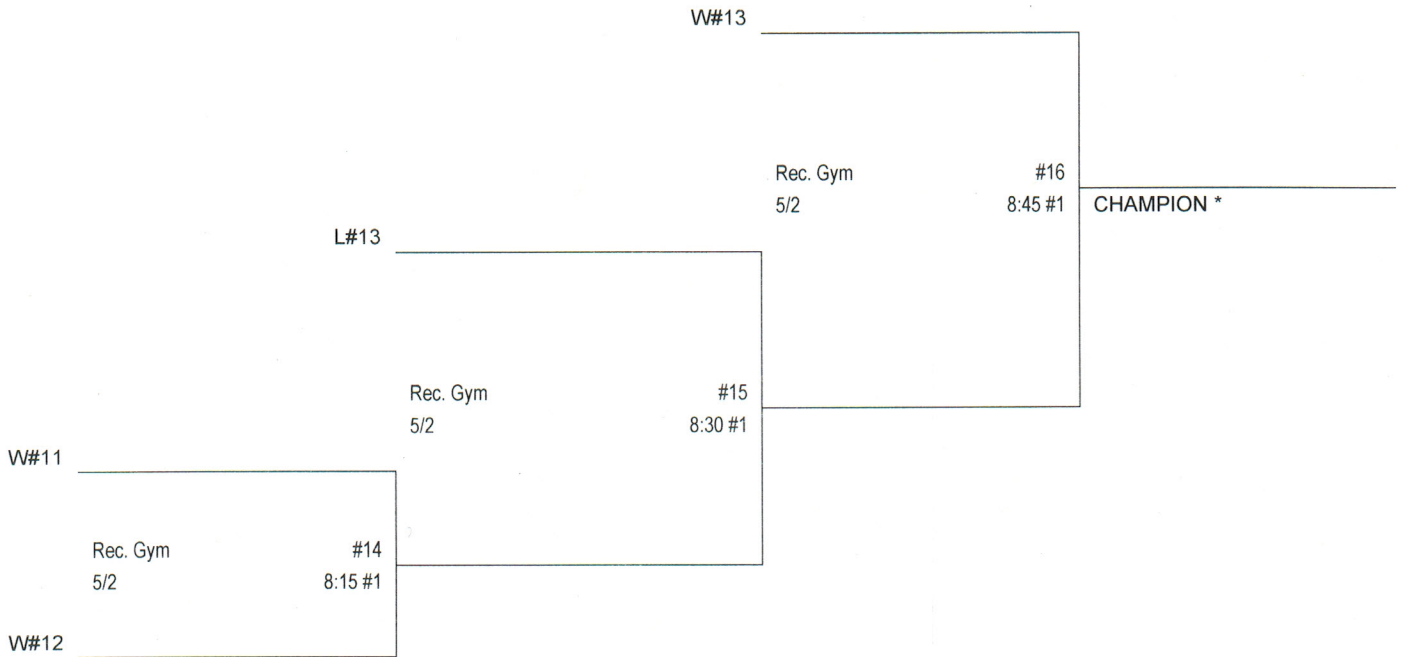 W#13
Rec. Gym #16
5/2 8:45 #1
CHAMPION *
L#13
Rec. Gym #15
5/2 8:30 #1
W#11
Rec. Gym #14
5/2 8:15 #1
W#12